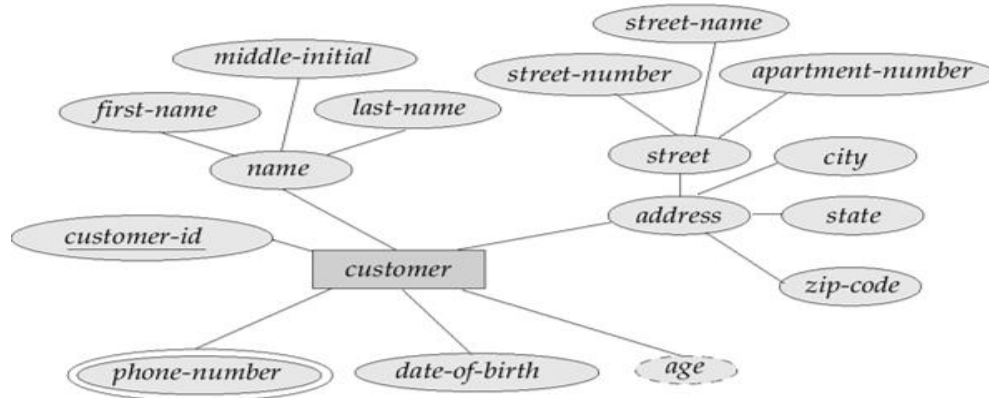 street-name
middle-initial
street-number
apartment-number
first-name
last-name
name
street
city
address
state
customer-id
customer
zip-code
phone-number
date-of-birth
age